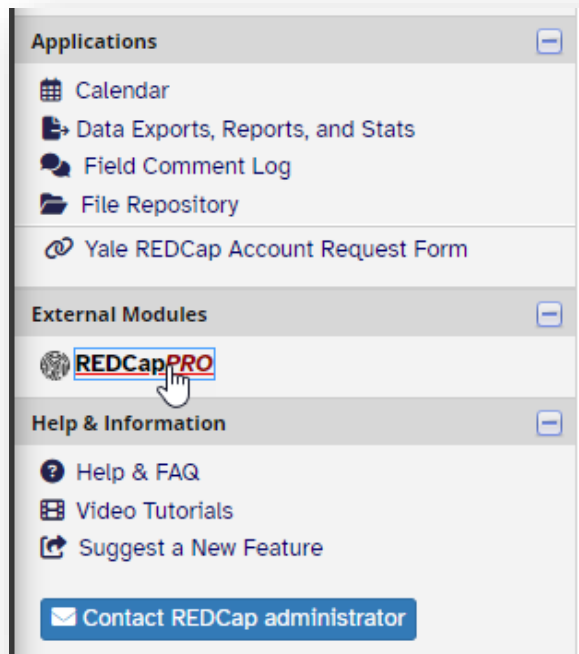 Applications
Calendar
Data Exports, Reports, and Stats
Field Comment Log
File Repository
Yale REDCap Account Request Form
External Modules
REDCapPRO
Help & Information
Help & FAQ
Video Tutorials
Suggest a New Feature
Contact REDCap administrator